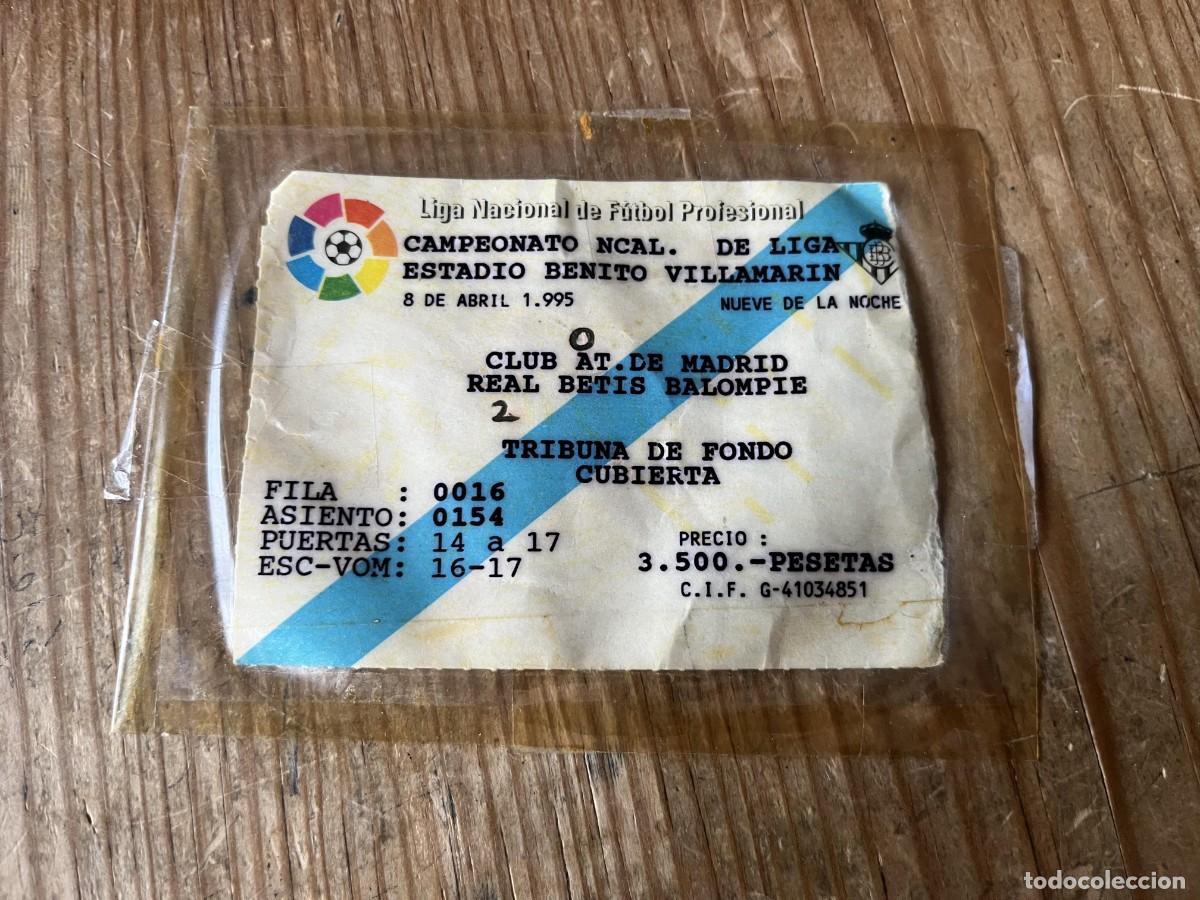 Liga Nacional de Fútbol Profesional
CAMPEONATO NCAL. DE LIGA
ESTADIO BENITO VILLAMARIN
8 DE ABRIL 1.995 NUEVE DE LA NOCHE
0
CLUB AT.DE MADRID
REAL BETIS BALOMPIE
2
TRIBUNA DE FONDO
CUBIERTA
FILA : 0016
ASIENTO: 0154
PUERTAS: 14 a 17
ESC-VOM: 16-17
PRECIO :
3.500.-PESETAS
C.I.F. G-41034851
todocoleccion